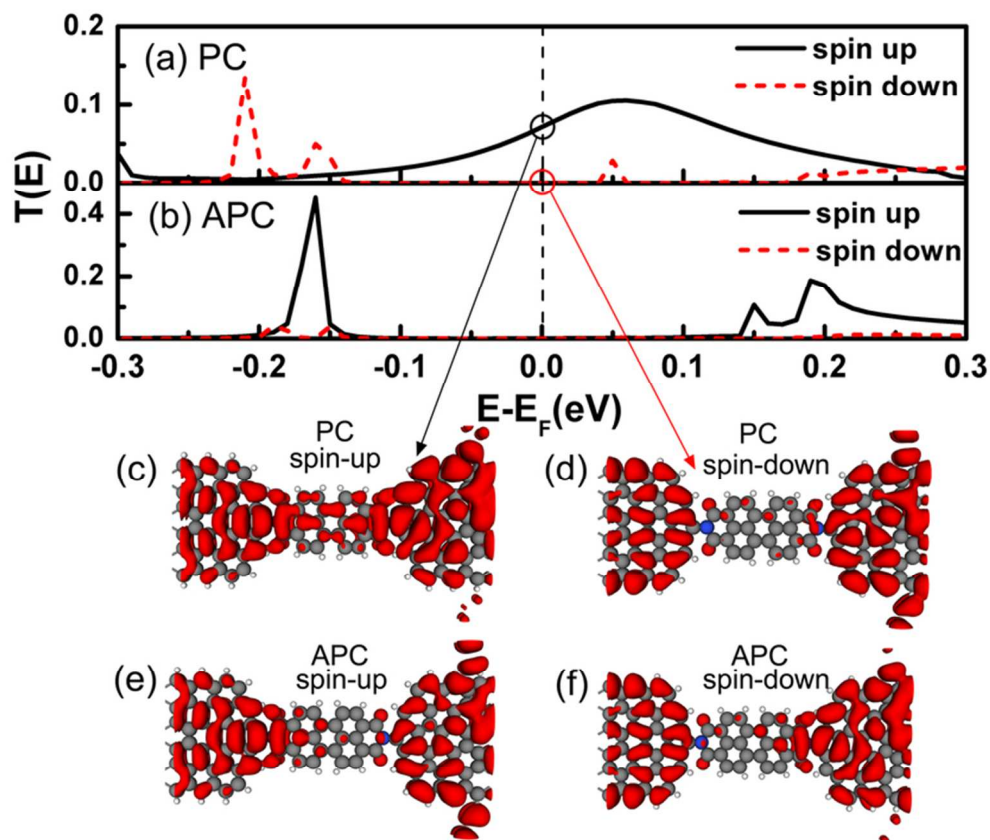 0.2
(a) PC
spin up
spin down
0.1
0.0
T(E)
(b) APC
spin up
spin down
0.4
0.2
0.0
-0.3 -0.2 -0.1 0.0 0.1 0.2 0.3
E-EF(eV)
(c) PC
spin-up
(d) PC
spin-down
(e) APC
spin-up
(f) APC
spin-down